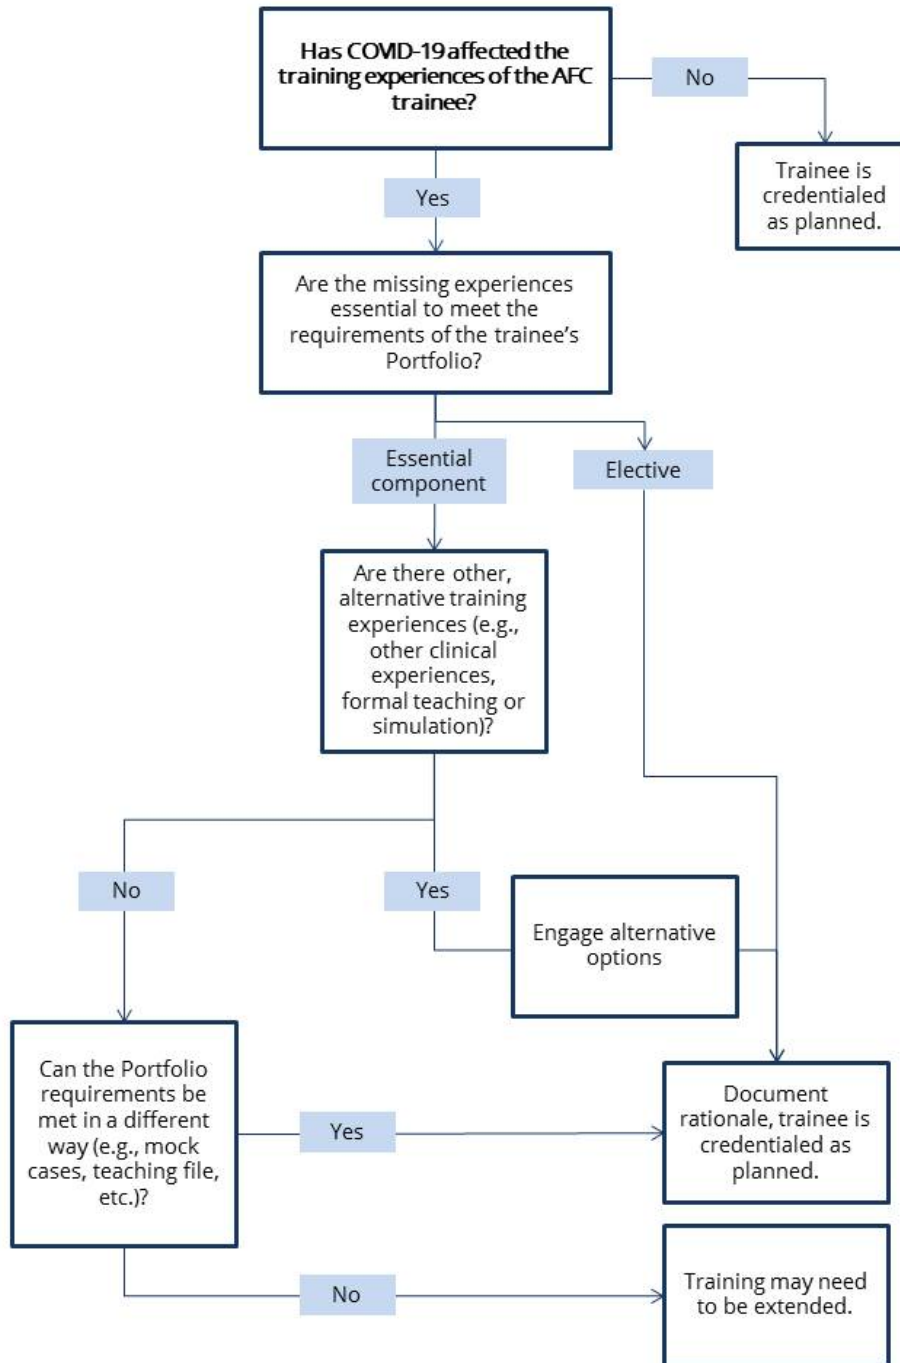 Has COVID-19 affected the
training experiences of the AFC
trainee?
No
Trainee is
credentialed
as planned.
Yes
Are the missing experiences
essential to meet the
requirements of the trainee’s
Portfolio?
Essential
component
Elective
Are there other,
alternative training
experiences (e.g.,
other clinical
experiences,
formal teaching or
simulation)?
No
Yes
Engage alternative
options
Can the Portfolio
requirements be
met in a different
way (e.g., mock
cases, teaching file,
etc.)?
Yes
Document
rationale, trainee is
credentialed as
planned.
No
Training may need
to be extended.